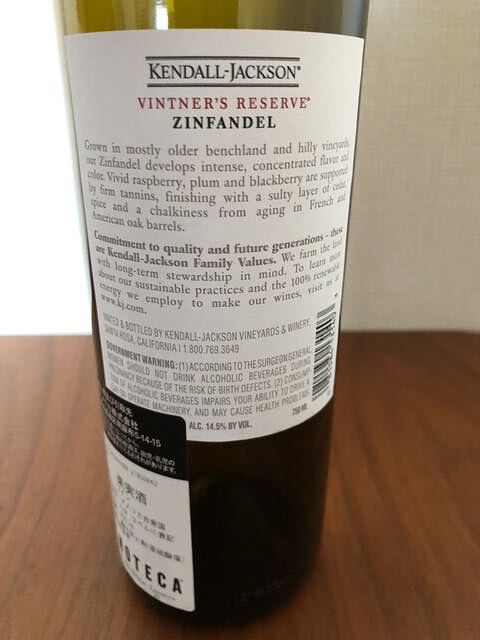 KENDALL-JACKSON®
VINTNER'S RESERVE®
ZINFANDEL
Grown in mostly older benchland and hilly vineyards,
our Zinfandel develops intense, concentrated flavor and
color. Vivid raspberry, plum and blackberry are supported
by firm tannins, finishing with a sulty layer of cedar,
spice and a chalkiness from aging in French and
American oak barrels.
Commitment to quality and future generations - these
are Kendall-Jackson Family Values. We farm the land
with long-term stewardship in mind. To learn more
about our sustainable practices and the 100% renewable
energy we employ to make our wines, visit us at
www.kj.com.
VINTED & BOTTLED BY KENDALL-JACKSON VINEYARDS & WINERY,
SANTA ROSA, CALIFORNIA | 1.800.769.3649
GOVERNMENT WARNING: (1) ACCORDING TO THE SURGEON GENERAL,
SHOULD NOT DRINK ALCOHOLIC BEVERAGES DURING
PREGNANCY BECAUSE OF THE RISK OF BIRTH DEFECTS. (2) CONSUMP
OF ALCOHOLIC BEVERAGES IMPAIRS YOUR ABILITY TO DRIVE A
OPERATE MACHINERY, AND MAY CAUSE HEALTH PROBLEMS
ALC. 14.5% BY VOL. 750 ML
5-14-15
果実酒
OTECA